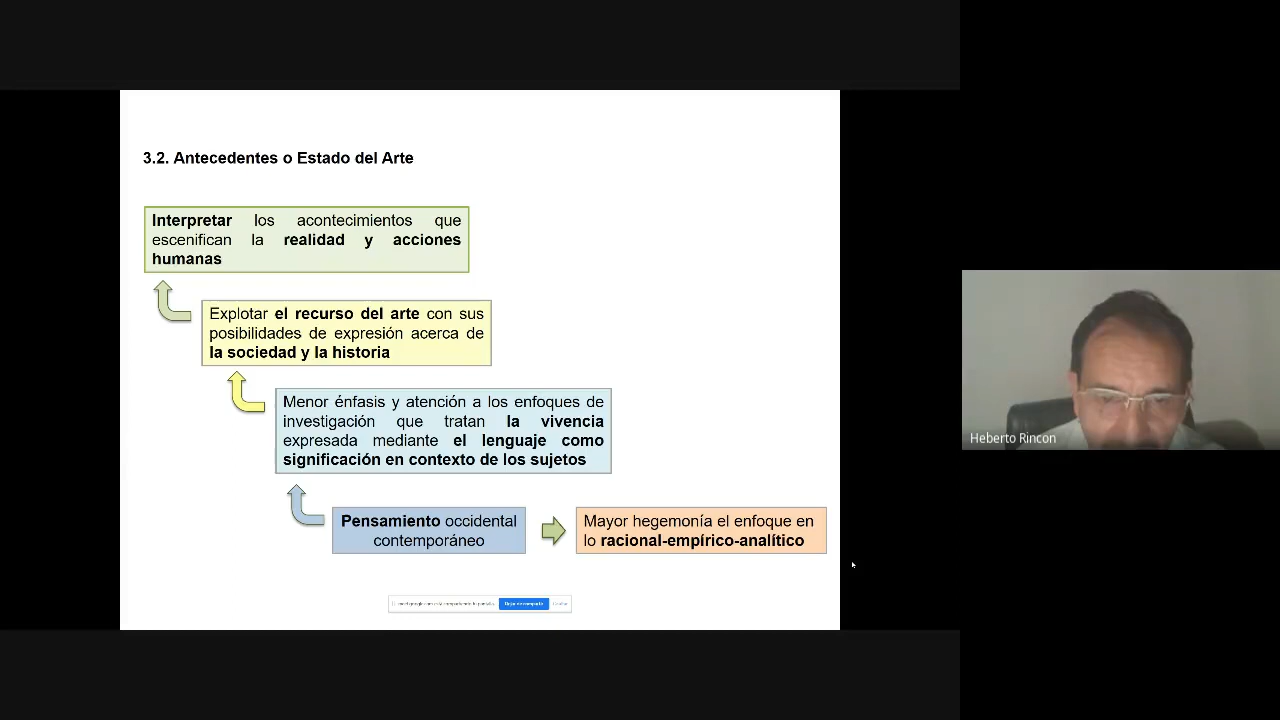 3.2. Antecedentes o Estado del Arte
Interpretar los acontecimientos que
escenifican la realidad y acciones
humanas
Explotar el recurso del arte con sus
posibilidades de expresión acerca de
la sociedad y la historia
Menor énfasis y atención a los enfoques de
investigación que tratan la vivencia
expresada mediante el lenguaje como
significación en contexto de los sujetos
Pensamiento occidental
contemporáneo
Mayor hegemonía el enfoque en
lo racional-empírico-analítico
Heberto Rincon